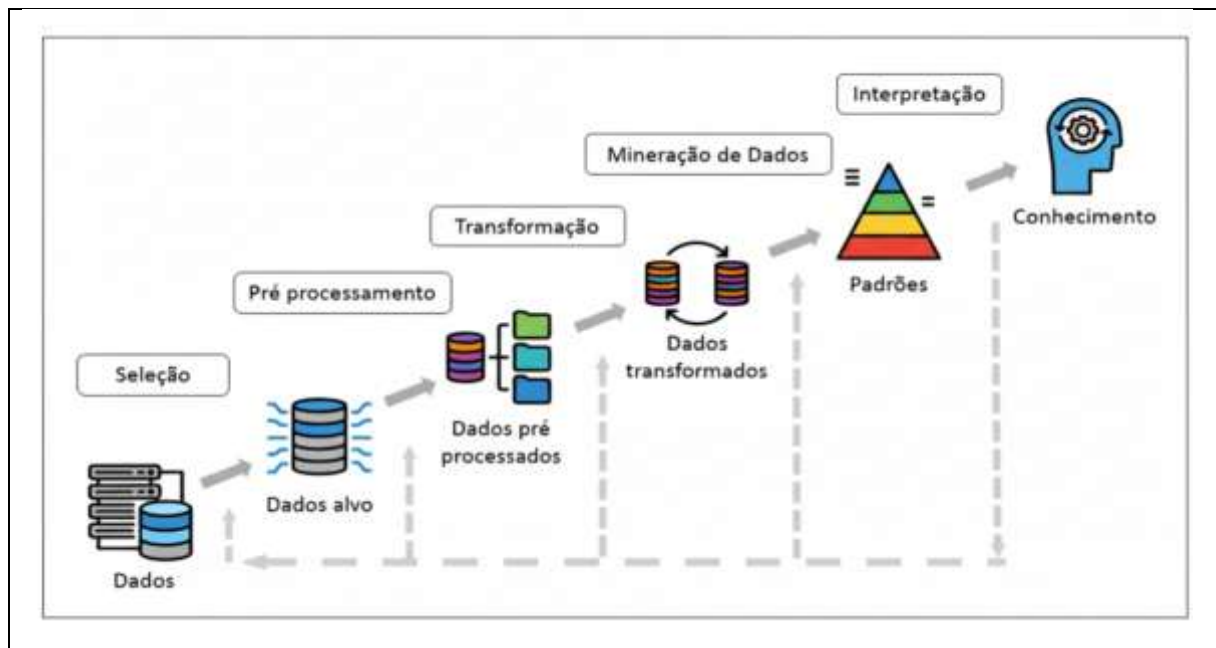 Interpretação
Mineração de Dados
Conhecimento
Transformação
Padrões
Pré processamento
Dados
transformados
Seleção
Dados pré
processados
Dados alvo
Dados